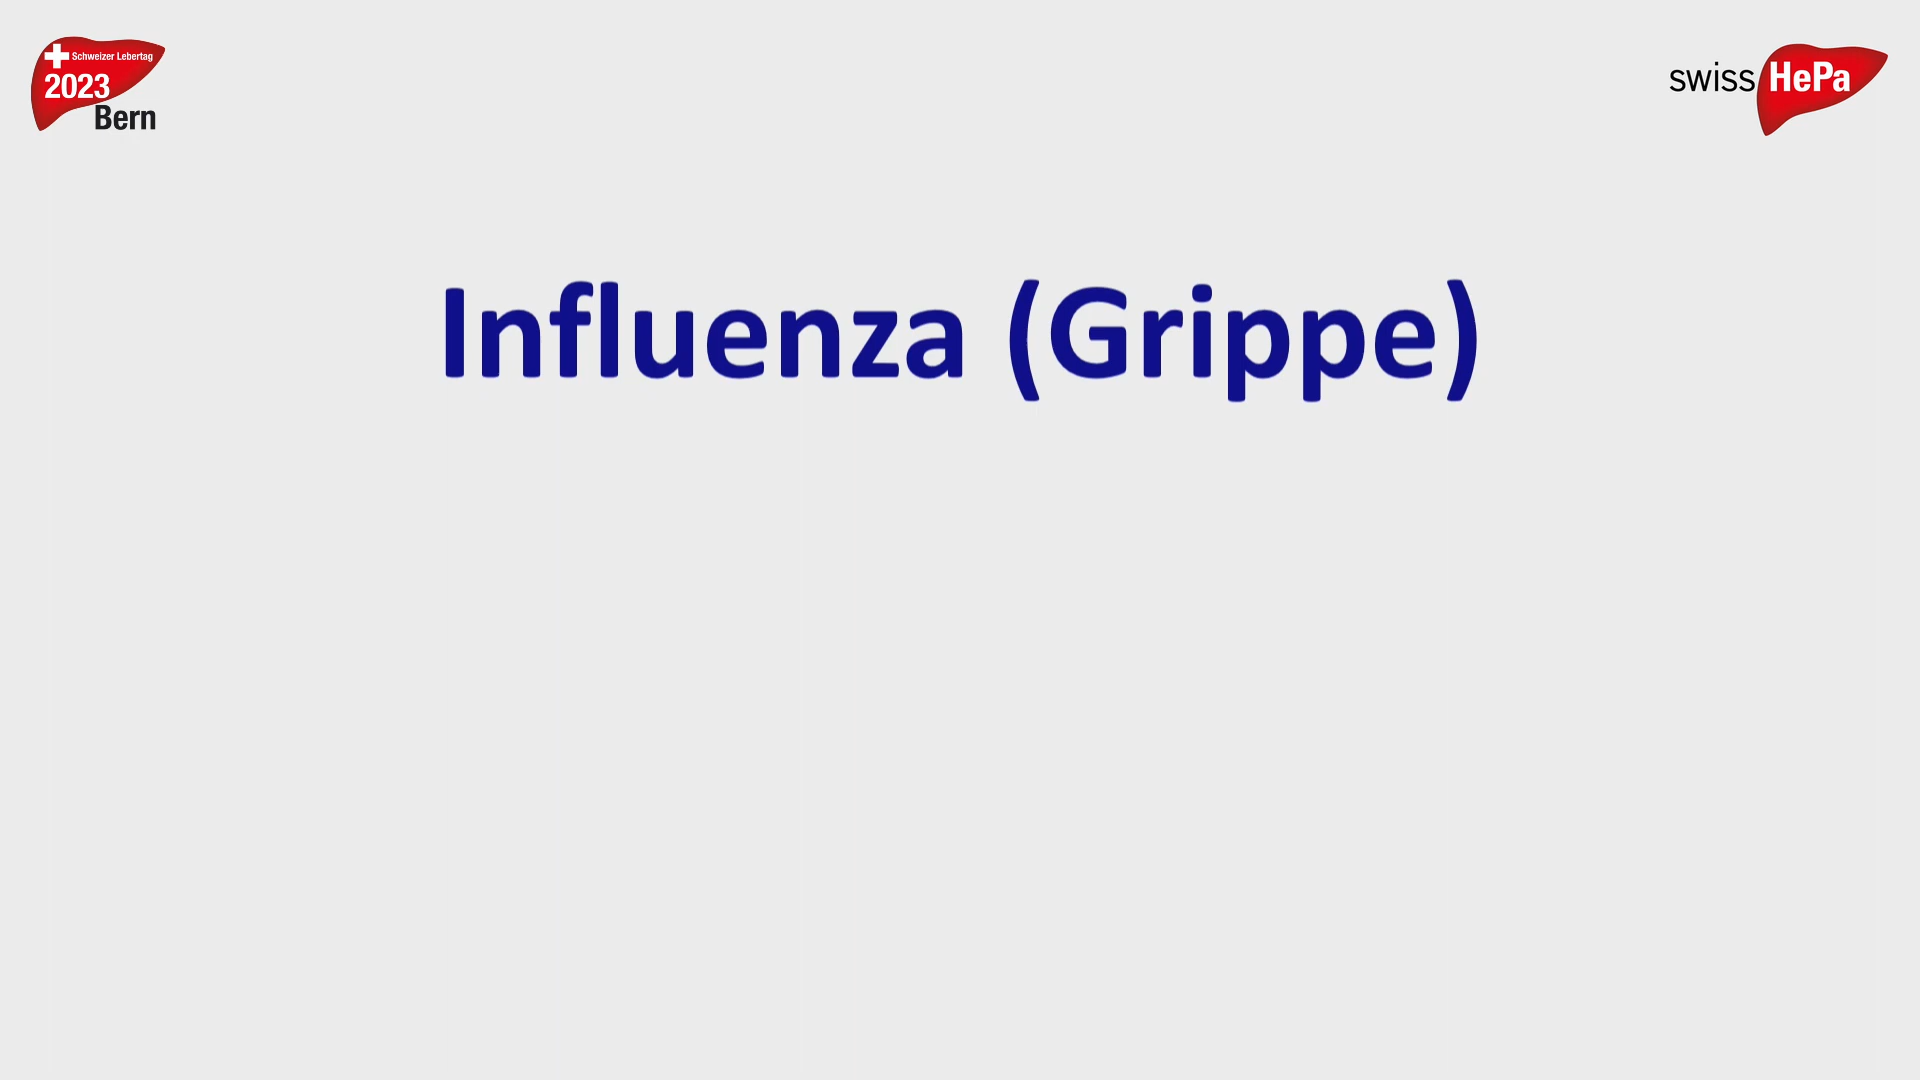 Schweizer Lebertag
2023
Bern
swiss HePa
Influenza (Grippe)